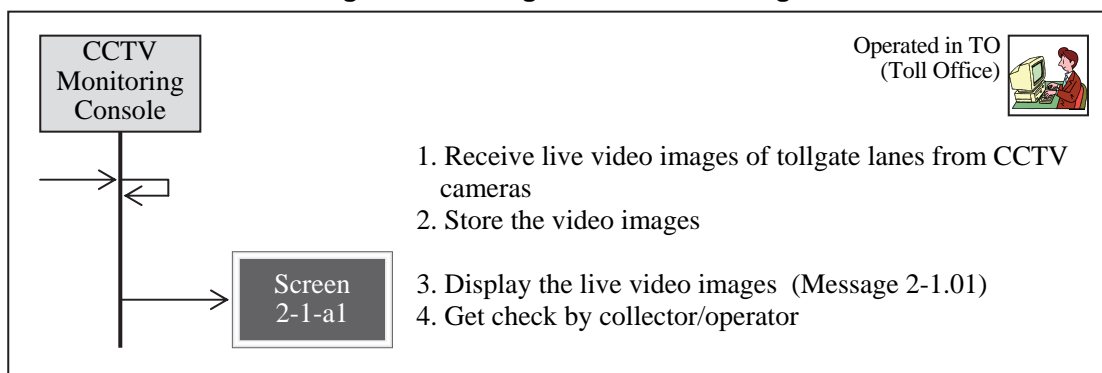 CCTV
Monitoring
Console
Operated in TO
(Toll Office)
1. Receive live video images of tollgate lanes from CCTV
cameras
2. Store the video images
Screen
2-1-a1
3. Display the live video images (Message 2-1.01)
4. Get check by collector/operator